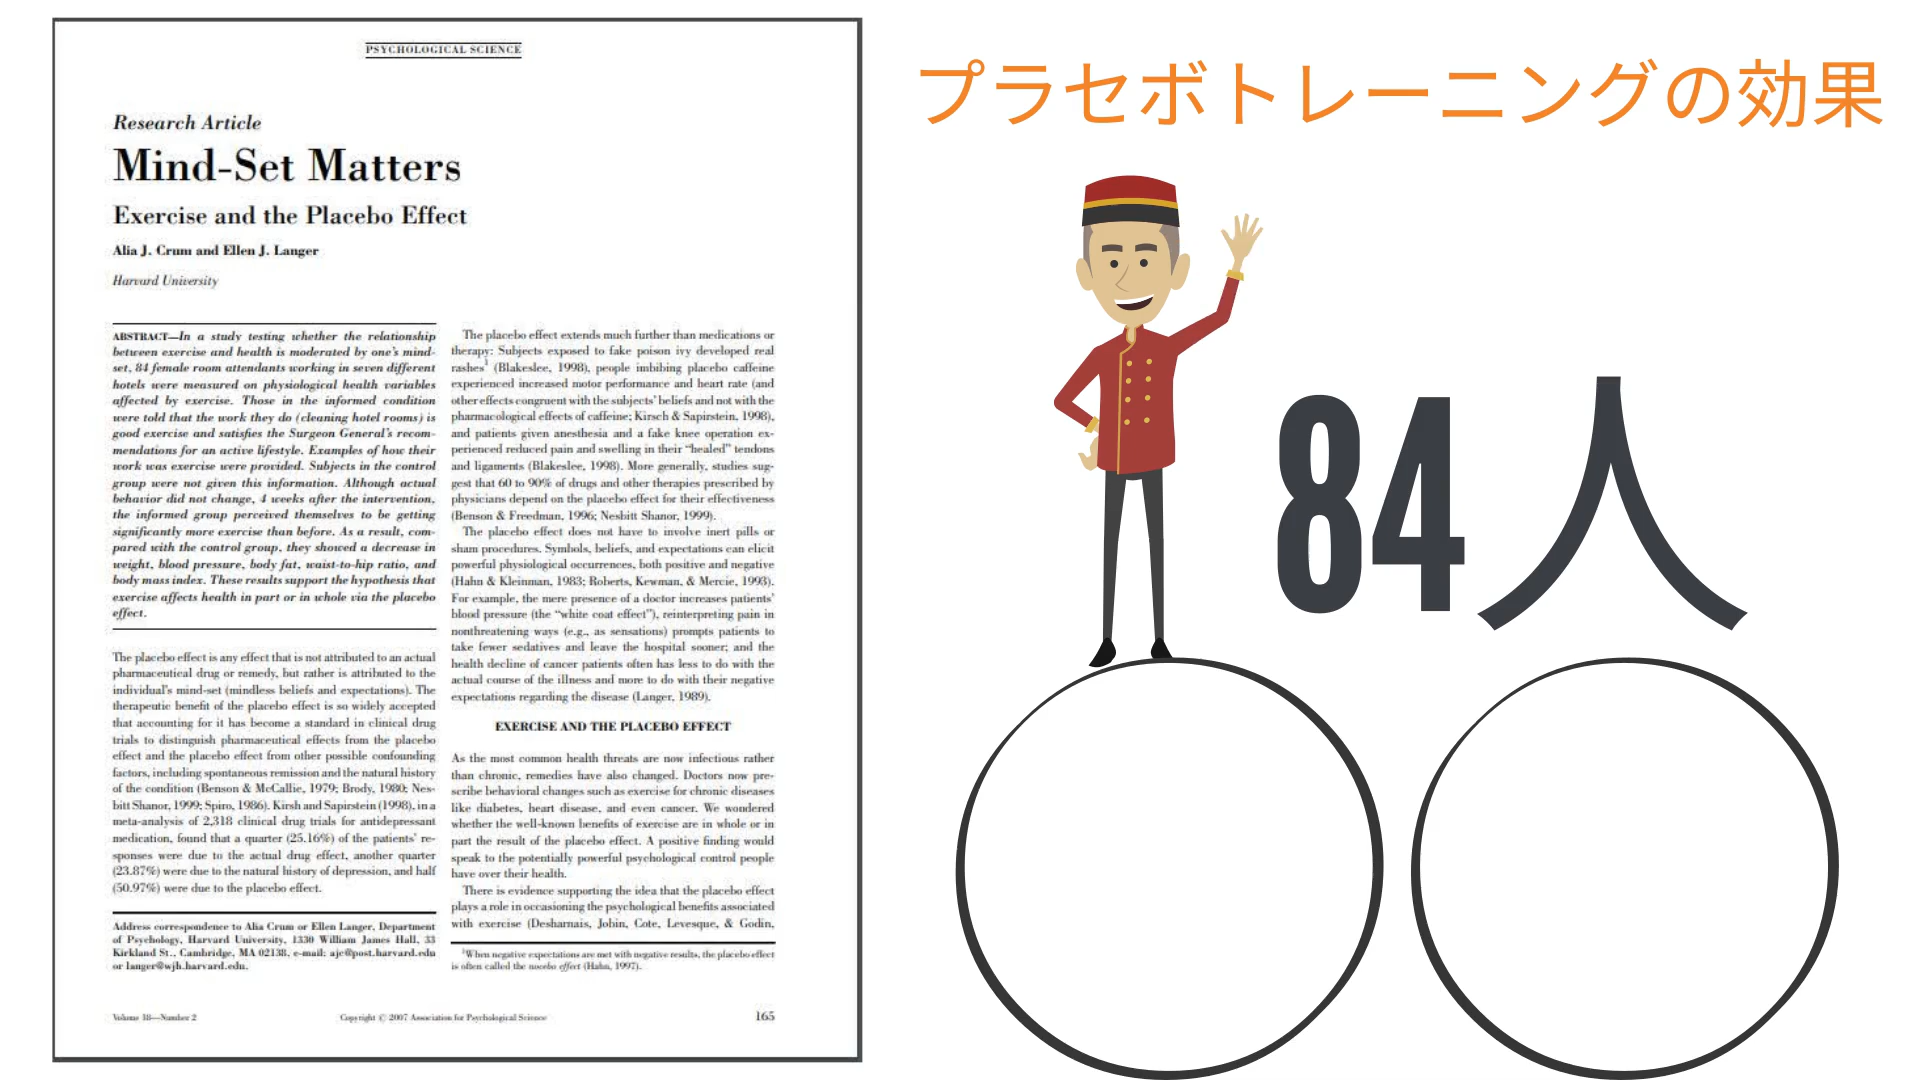 PSYCHOLOGICAL SCIENCE
Research Article
Mind-Set Matters
Exercise and the Placebo Effect
Alia J. Crum and Ellen J. Langer
Harvard University
ABSTRACT—In a study testing whether the relationship
between exercise and health is moderated by one's mind-
set, 84 female room attendants working in seven different
hotels were measured on physiological health variables
affected by exercise. Those in the informed condition
were told that the work they do (cleaning hotel rooms) is
good exercise and satisfies the Surgeon General's recom-
mendations for an active lifestyle. Examples of how their
work was exercise were provided. Subjects in the control
group were not given this information. Although actual
behavior did not change, 4 weeks after the intervention,
the informed group perceived themselves to be getting
significantly more exercise than before. As a result, com-
pared with the control group, they showed a decrease in
weight, blood pressure, body fat, waist-to-hip ratio, and
body mass index. These results support the hypothesis that
exercise affects health in part or in whole via the placebo
effect.
The placebo effect is any effect that is not attributed to an actual
pharmaceutical drug or remedy, but rather is attributed to the
individual's mind-set (mindless beliefs and expectations). The
therapeutic benefit of the placebo effect is so widely accepted
that accounting for it has become a standard in clinical drug
trials to distinguish pharmaceutical effects from the placebo
effect and the placebo effect from other possible confounding
factors, including spontaneous remission and the natural history
of the condition (Benson & McCallie, 1979; Brody, 1980; Nes-
bitt Shanor, 1999; Spiro, 1986). Kirsh and Sapirstein (1998), in a
meta-analysis of 2,318 clinical drug trials for antidepressant
medication, found that a quarter (25.16%) of the patients' re-
sponses were due to the actual drug effect, another quarter
(23.87%) were due to the natural history of depression, and half
(50.97%) were due to the placebo effect.
Address correspondence to Alia Crum or Ellen Langer, Department
of Psychology, Harvard University, 1330 William James Hall, 33
Kirkland St., Cambridge, MA 02138, e-mail: ajc@post.harvard.edu
or langer@wjh.harvard.edu.
The placebo effect extends much further than medications or
therapy: Subjects exposed to fake poison ivy developed real
rashes1 (Blakeslee, 1998), people imbibing placebo caffeine
experienced increased motor performance and heart rate (and
other effects congruent with the subjects' beliefs and not with the
pharmacological effects of caffeine; Kirsch & Sapirstein, 1998),
and patients given anesthesia and a fake knee operation ex-
perienced reduced pain and swelling in their "healed" tendons
and ligaments (Blakeslee, 1998). More generally, studies sug-
gest that 60 to 90% of drugs and other therapies prescribed by
physicians depend on the placebo effect for their effectiveness
(Benson & Freedman, 1996; Nesbitt Shanor, 1999).
The placebo effect does not have to involve inert pills or
sham procedures. Symbols, beliefs, and expectations can elicit
powerful physiological occurrences, both positive and negative
(Hahn & Kleinman, 1983; Roberts, Kewman, & Mercie, 1993).
For example, the mere presence of a doctor increases patients'
blood pressure (the "white coat effect"), reinterpreting pain in
nonthreatening ways (e.g., as sensations) prompts patients to
take fewer sedatives and leave the hospital sooner; and the
health decline of cancer patients often has less to do with the
actual course of the illness and more to do with their negative
expectations regarding the disease (Langer, 1989).
EXERCISE AND THE PLACEBO EFFECT
As the most common health threats are now infectious rather
than chronic, remedies have also changed. Doctors now pre-
scribe behavioral changes such as exercise for chronic diseases
like diabetes, heart disease, and even cancer. We wondered
whether the well-known benefits of exercise are in whole or in
part the result of the placebo effect. A positive finding would
speak to the potentially powerful psychological control people
have over their health.
There is evidence supporting the idea that the placebo effect
plays a role in occasioning the psychological benefits associated
with exercise (Desharnais, Jobin, Cote, Levesque, & Godin,
1When negative expectations are met with negative results, the placebo effect
is often called the nocebo effect (Hahn, 1997).
Volume 18—Number 2
Copyright © 2007 Association for Psychological Science
165
プラセボトレーニングの効果
84人